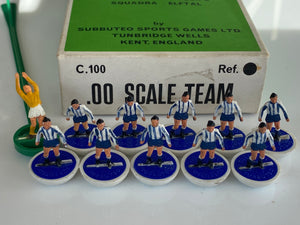 SQUADRA - ELFTAL
by
SUBBUTEO SPORTS GAMES LTD.
TUNBRIDGE WELLS
KENT, ENGLAND
C.100 Ref.
.00 SCALE TEAM